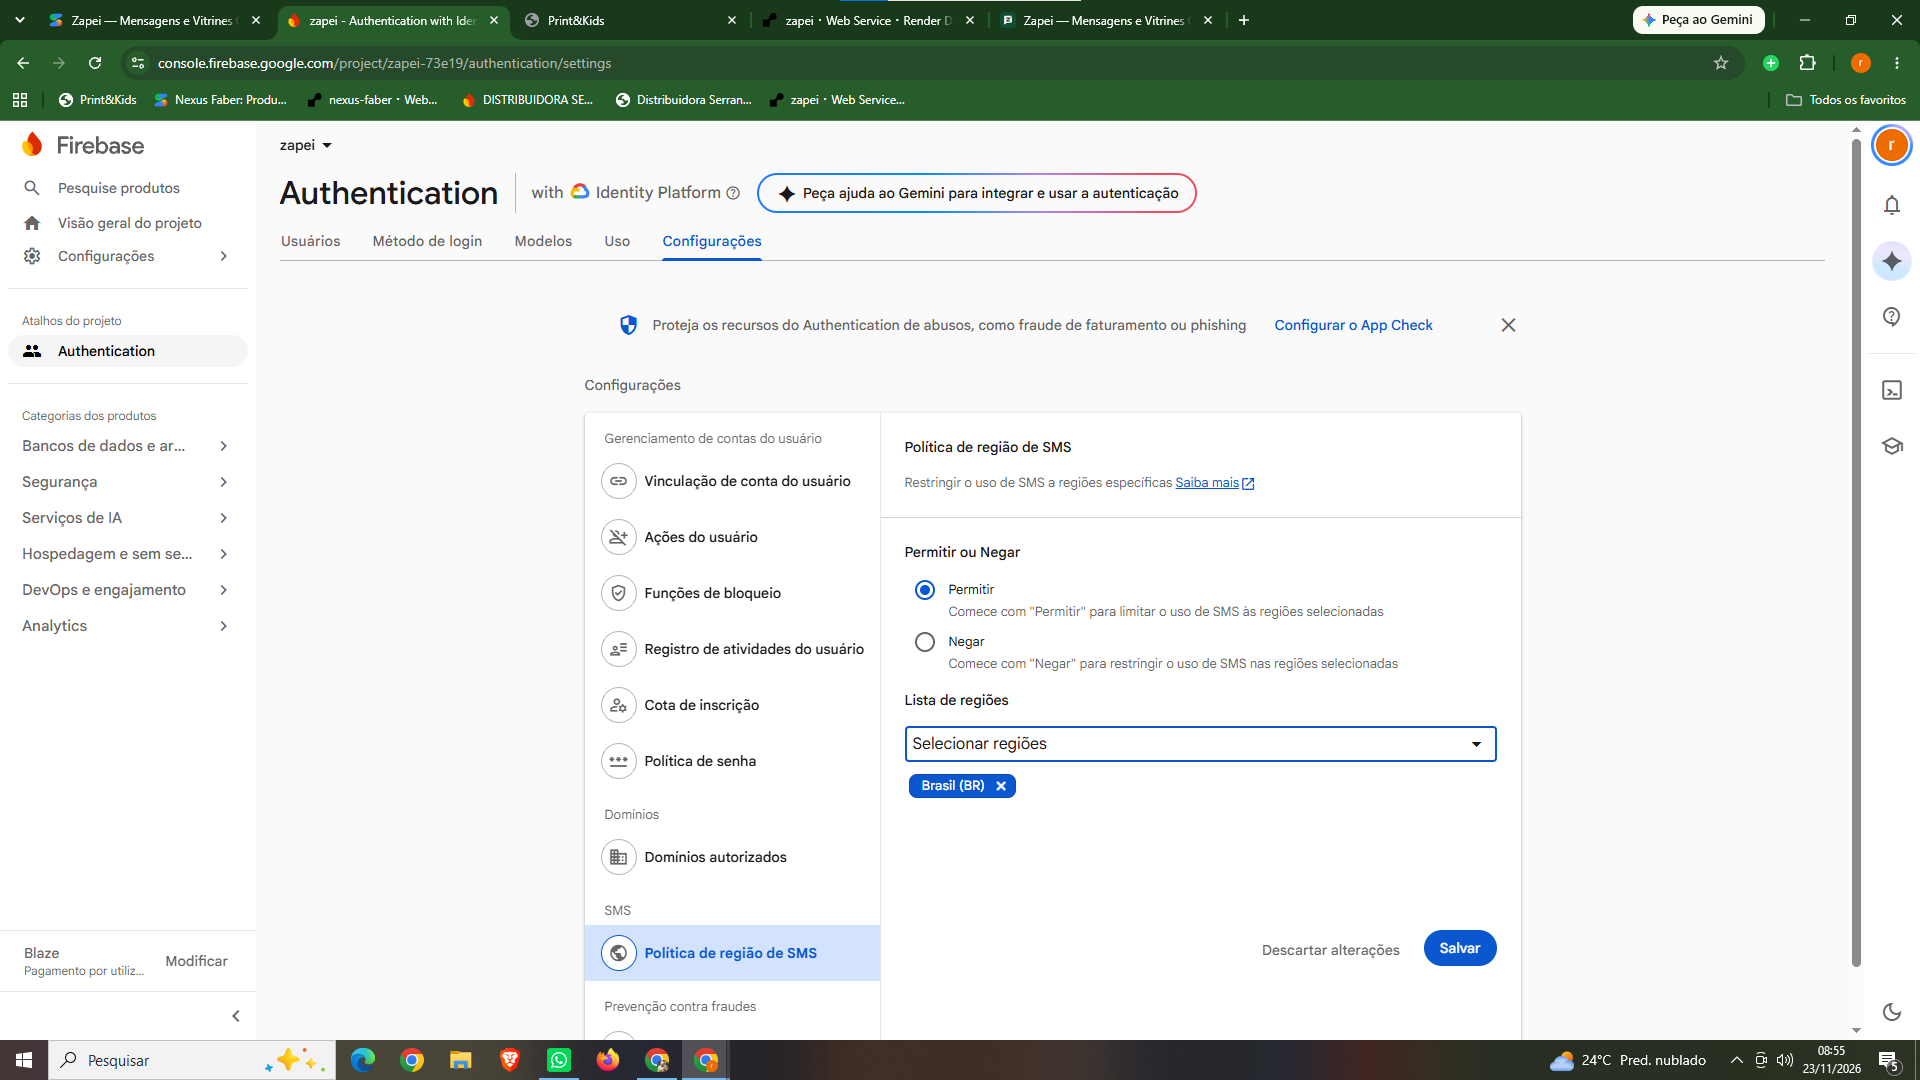 Zapei — Mensagens e Vitrines
zapei - Authentication with Iden
Print&Kids
zapei・Web Service・Render D
Zapei — Mensagens e Vitrines
Peça ao Gemini
console.firebase.google.com/project/zapei-73e19/authentication/settings
r
Print&Kids
Nexus Faber: Produ...
nexus-faber・Web...
DISTRIBUIDORA SE...
Distribuidora Serran...
zapei・Web Service...
Todos os favoritos
Firebase
zapei
r
Pesquise produtos
Authentication
with Identity Platform
Peça ajuda ao Gemini para integrar e usar a autenticação
Visão geral do projeto
Usuários
Método de login
Modelos
Uso
Configurações
Configurações
Atalhos do projeto
Authentication
Proteja os recursos do Authentication de abusos, como fraude de faturamento ou phishing
Configurar o App Check
Categorias dos produtos
Bancos de dados e ar...
Segurança
Serviços de IA
Hospedagem e sem se...
DevOps e engajamento
Analytics
Configurações
Gerenciamento de contas do usuário
Vinculação de conta do usuário
Ações do usuário
Funções de bloqueio
Registro de atividades do usuário
Cota de inscrição
Política de senha
Domínios
Domínios autorizados
SMS
Política de região de SMS
Prevenção contra fraudes
Política de região de SMS
Restringir o uso de SMS a regiões específicas Saiba mais
Permitir ou Negar
Permitir
Comece com "Permitir" para limitar o uso de SMS às regiões selecionadas
Negar
Comece com "Negar" para restringir o uso de SMS nas regiões selecionadas
Lista de regiões
Selecionar regiões
Brasil (BR)
Descartar alterações
Salvar
Blaze
Pagamento por utiliz...
Modificar
Pesquisar
r
24°C Pred. nublado
08:55
23/11/2026
5